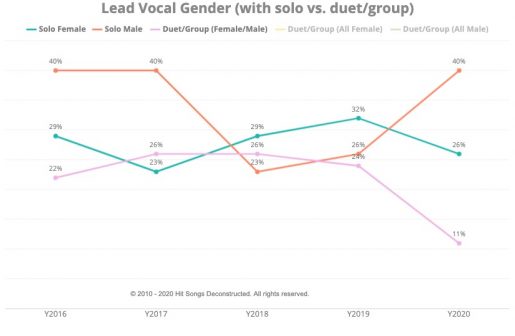 Lead Vocal Gender (with solo vs. duet/group)
Solo Female Solo Male Duet/Group (Female/Male) Duet/Group (All Female) Duet/Group (All Male)
40% 40% 40%
32%
29% 29%
26% 26% 26% 26%
24%
23% 23%
22%
11%
© 2010 - 2020 Hit Songs Deconstructed. All rights reserved.
Y2016 Y2017 Y2018 Y2019 Y2020